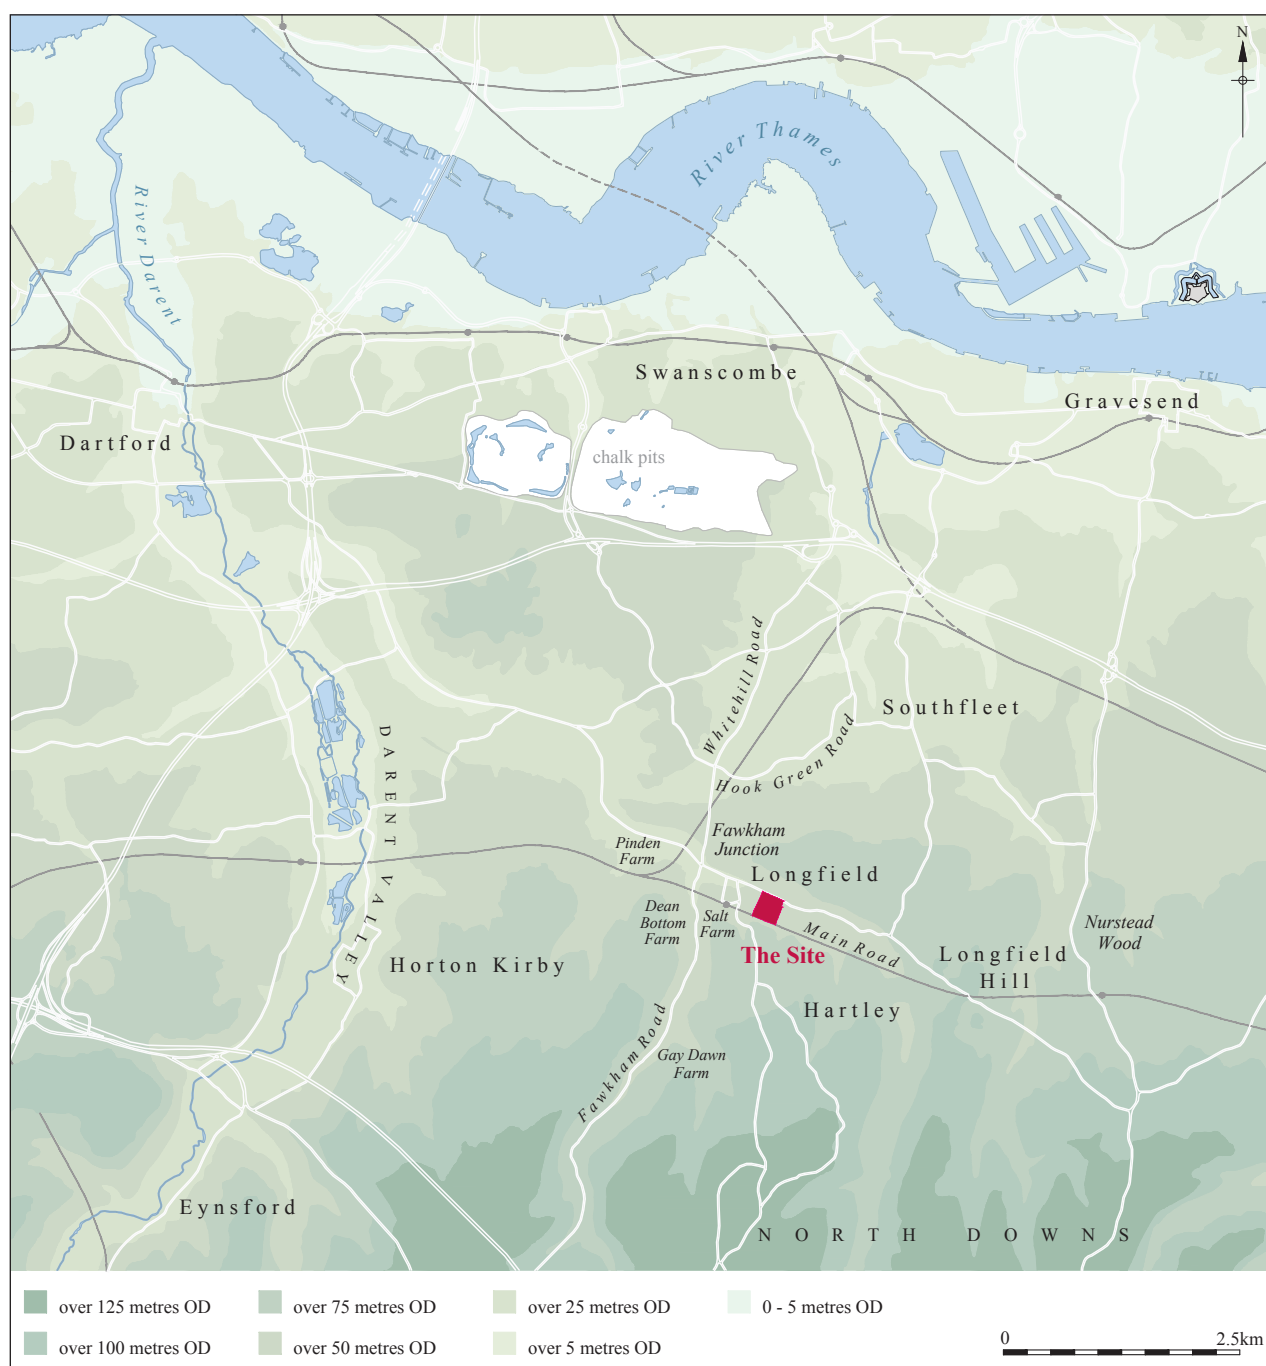 N
River Thames
River Darent
Swanscombe
Gravesend
Dartford
chalk pits
Whitehill Road
Southfleet
Hook Green Road
DARENT VALLEY
Fawkham
Junction
Pinden
Farm
Longfield
Dean
Bottom
Farm
Salt
Farm
Main Road
Nurstead
Wood
The Site
Longfield
Hill
Horton Kirby
Hartley
Fawkham Road
Gay Dawn
Farm
Eynsford
NORTH DOWNS
over 125 metres OD
over 75 metres OD
over 25 metres OD
0 - 5 metres OD
over 100 metres OD
over 50 metres OD
over 5 metres OD
0
2.5km